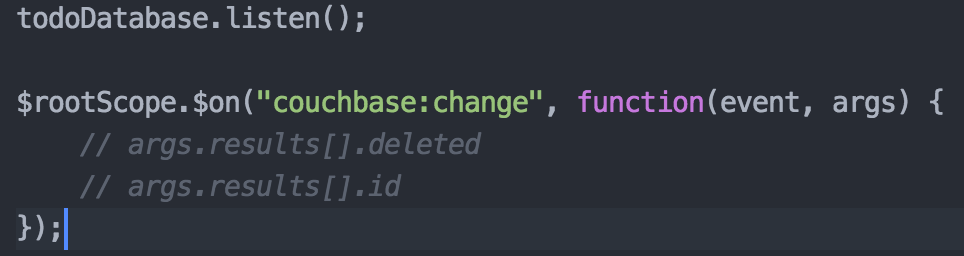 todoDatabase.listen();
$rootScope.$on("couchbase:change", function(event, args) {
// args.results[].deleted
// args.results[].id
});